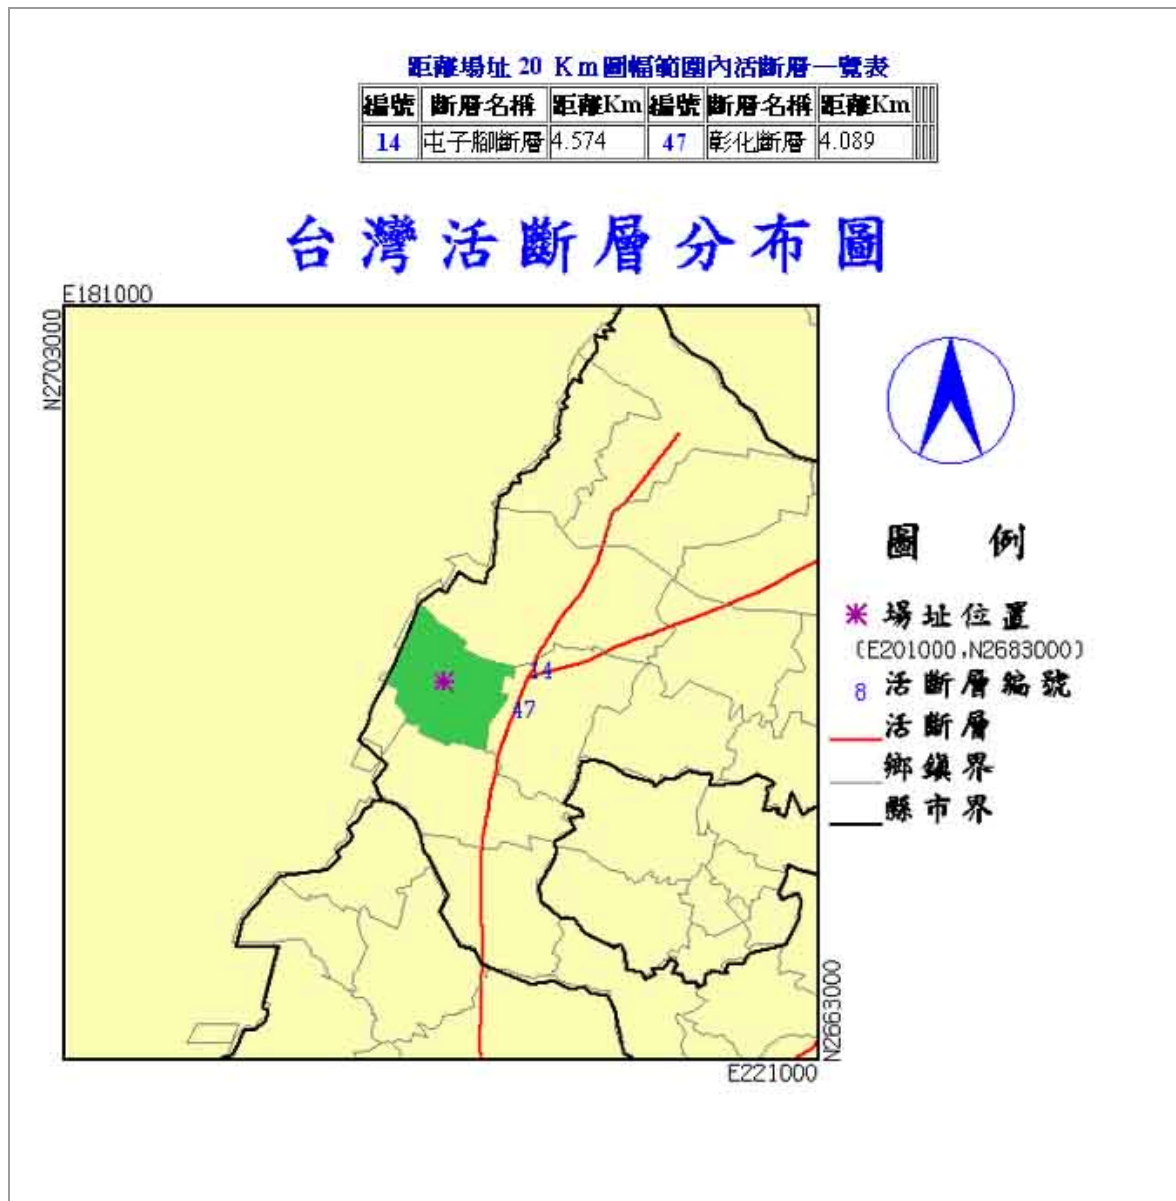 距離場址 20 Km圖幅範圍內活斷層一覽表
編號 斷層名稱 距離Km 編號 斷層名稱 距離Km
14 屯子腳斷層 4.574 47 彰化斷層 4.089
台灣活斷層分布圖
E181000
N2703000
圖 例
場址位置
(E201000,N2683000)
14
8 活斷層編號
47
活斷層
鄉鎮界
縣市界
N2663000
E221000